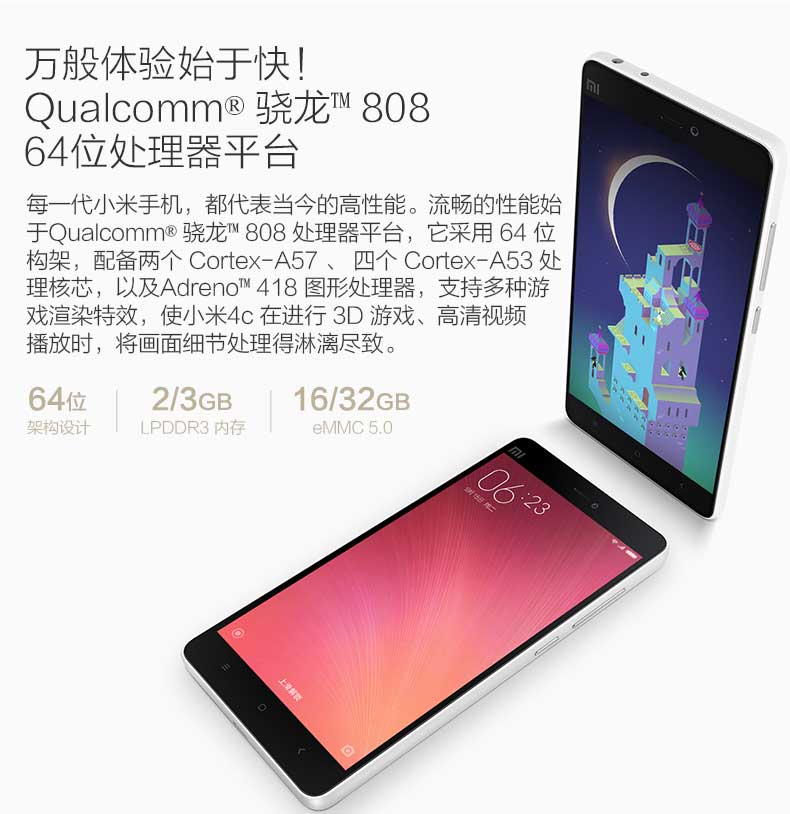 万般体验始于快！
Qualcomm® 骁龙™ 808
64位处理器平台
每一代小米手机，都代表当今的高性能。流畅的性能始
于Qualcomm® 骁龙™ 808 处理器平台，它采用 64 位
构架，配备两个 Cortex-A57 、 四个 Cortex-A53 处
理核芯，以及Adreno™ 418 图形处理器，支持多种游
戏渲染特效，使小米4c 在进行 3D 游戏、高清视频
播放时，将画面细节处理得淋漓尽致。
64位
架构设计
2/3GB
LPDDR3 内存
16/32GB
eMMC 5.0
MI
MI
06:23
上滑解锁